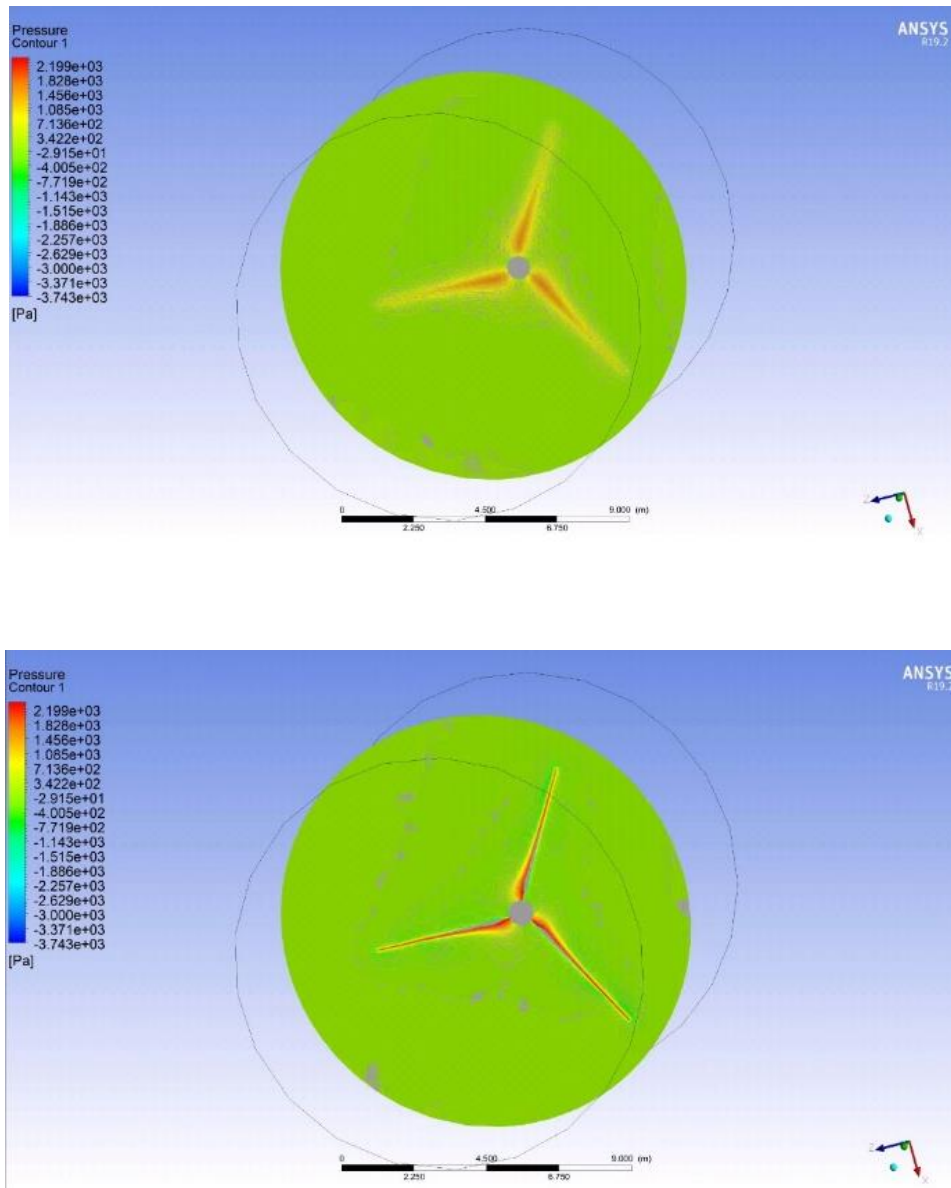 Pressure
Contour 1
ANSYS
R19.2
2.199e+03
1.828e+03
1.456e+03
1.085e+03
7.136e+02
3.422e+02
-2.915e+01
-4.005e+02
-7.719e+02
-1.143e+03
-1.515e+03
-1.886e+03
-2.257e+03
-2.629e+03
-3.000e+03
-3.371e+03
-3.743e+03
[Pa]
0 4.500 9.000 (m)
2.250 6.750
Z
X
Pressure
Contour 1
ANSYS
R19.2
2.199e+03
1.828e+03
1.456e+03
1.085e+03
7.136e+02
3.422e+02
-2.915e+01
-4.005e+02
-7.719e+02
-1.143e+03
-1.515e+03
-1.886e+03
-2.257e+03
-2.629e+03
-3.000e+03
-3.371e+03
-3.743e+03
[Pa]
0 4.500 9.000 (m)
2.250 6.750
Z
X